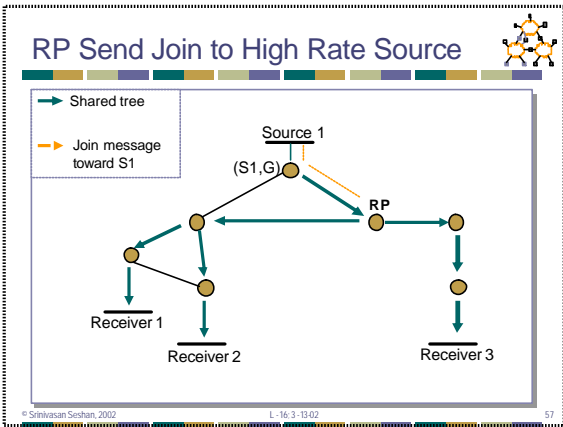 RP Send Join to High Rate Source
Shared tree
Join message
toward S1
Source 1
(S1,G)
RP
Receiver 1
Receiver 2
Receiver 3
© Srinivasan Seshan, 2002
L -16; 3 -13-02
57